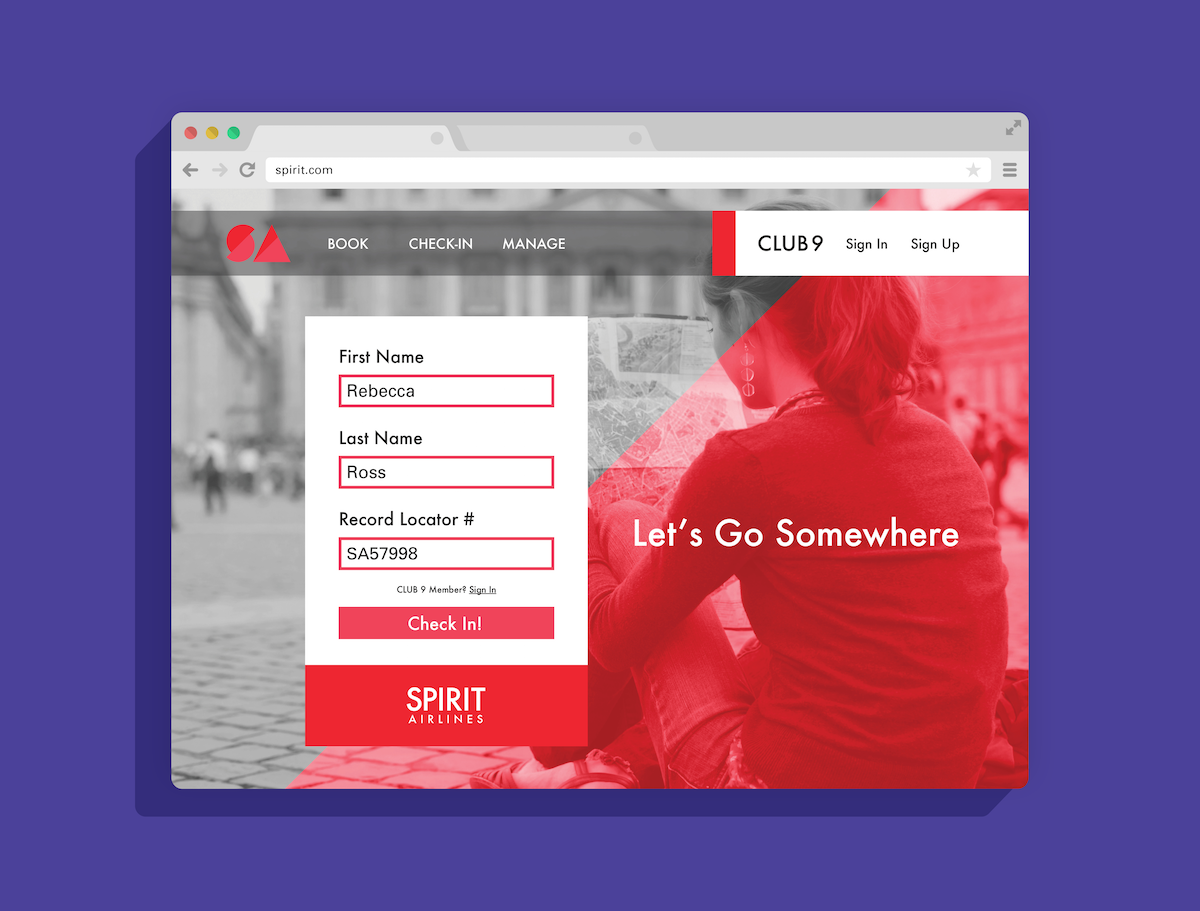 spirit.com
SA BOOK CHECK-IN MANAGE CLUB 9 Sign In Sign Up
First Name
Rebecca
Last Name
Ross
Record Locator #
SA57998
CLUB 9 Member? Sign In
Check In!
SPIRIT
AIRLINES
Let's Go Somewhere